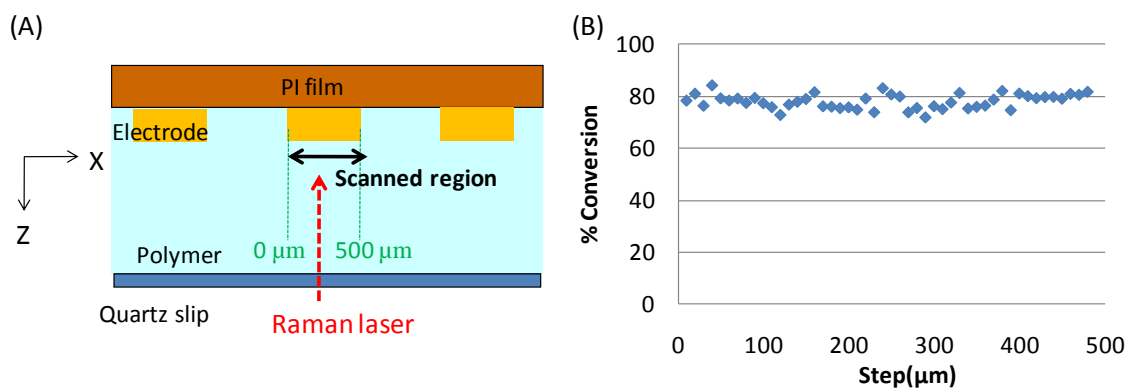 (A)
PI film
Electrode
X
Scanned region
Z
0 µm
500 µm
Polymer
Quartz slip
Raman laser
(B)
100
80
60
40
20
0
% Conversion
0 100 200 300 400 500
Step(µm)